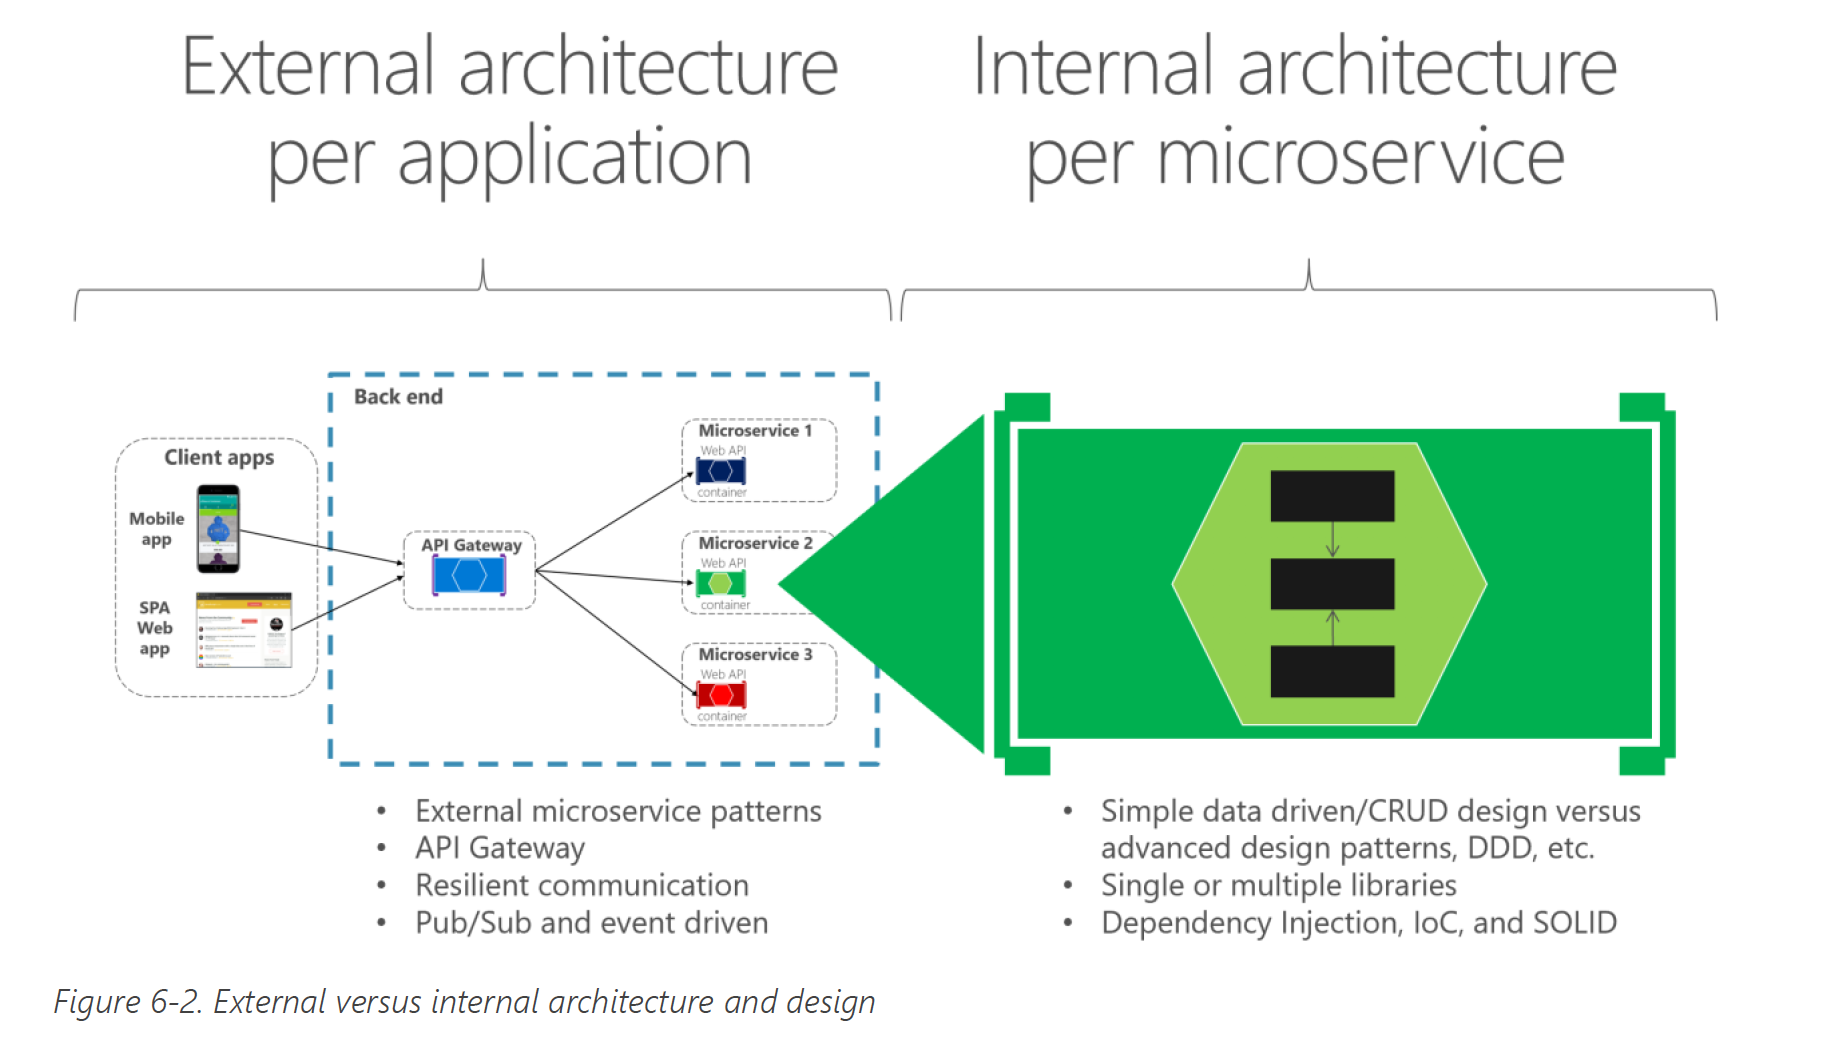 External architecture
per application
Internal architecture
per microservice
Back end
Client apps
Mobile
app
SPA
Web
app
API Gateway
Microservice 1
Web API
container
Microservice 2
Web API
container
Microservice 3
Web API
container
• External microservice patterns
• API Gateway
• Resilient communication
• Pub/Sub and event driven
• Simple data driven/CRUD design versus
advanced design patterns, DDD, etc.
• Single or multiple libraries
• Dependency Injection, IoC, and SOLID
Figure 6-2. External versus internal architecture and design